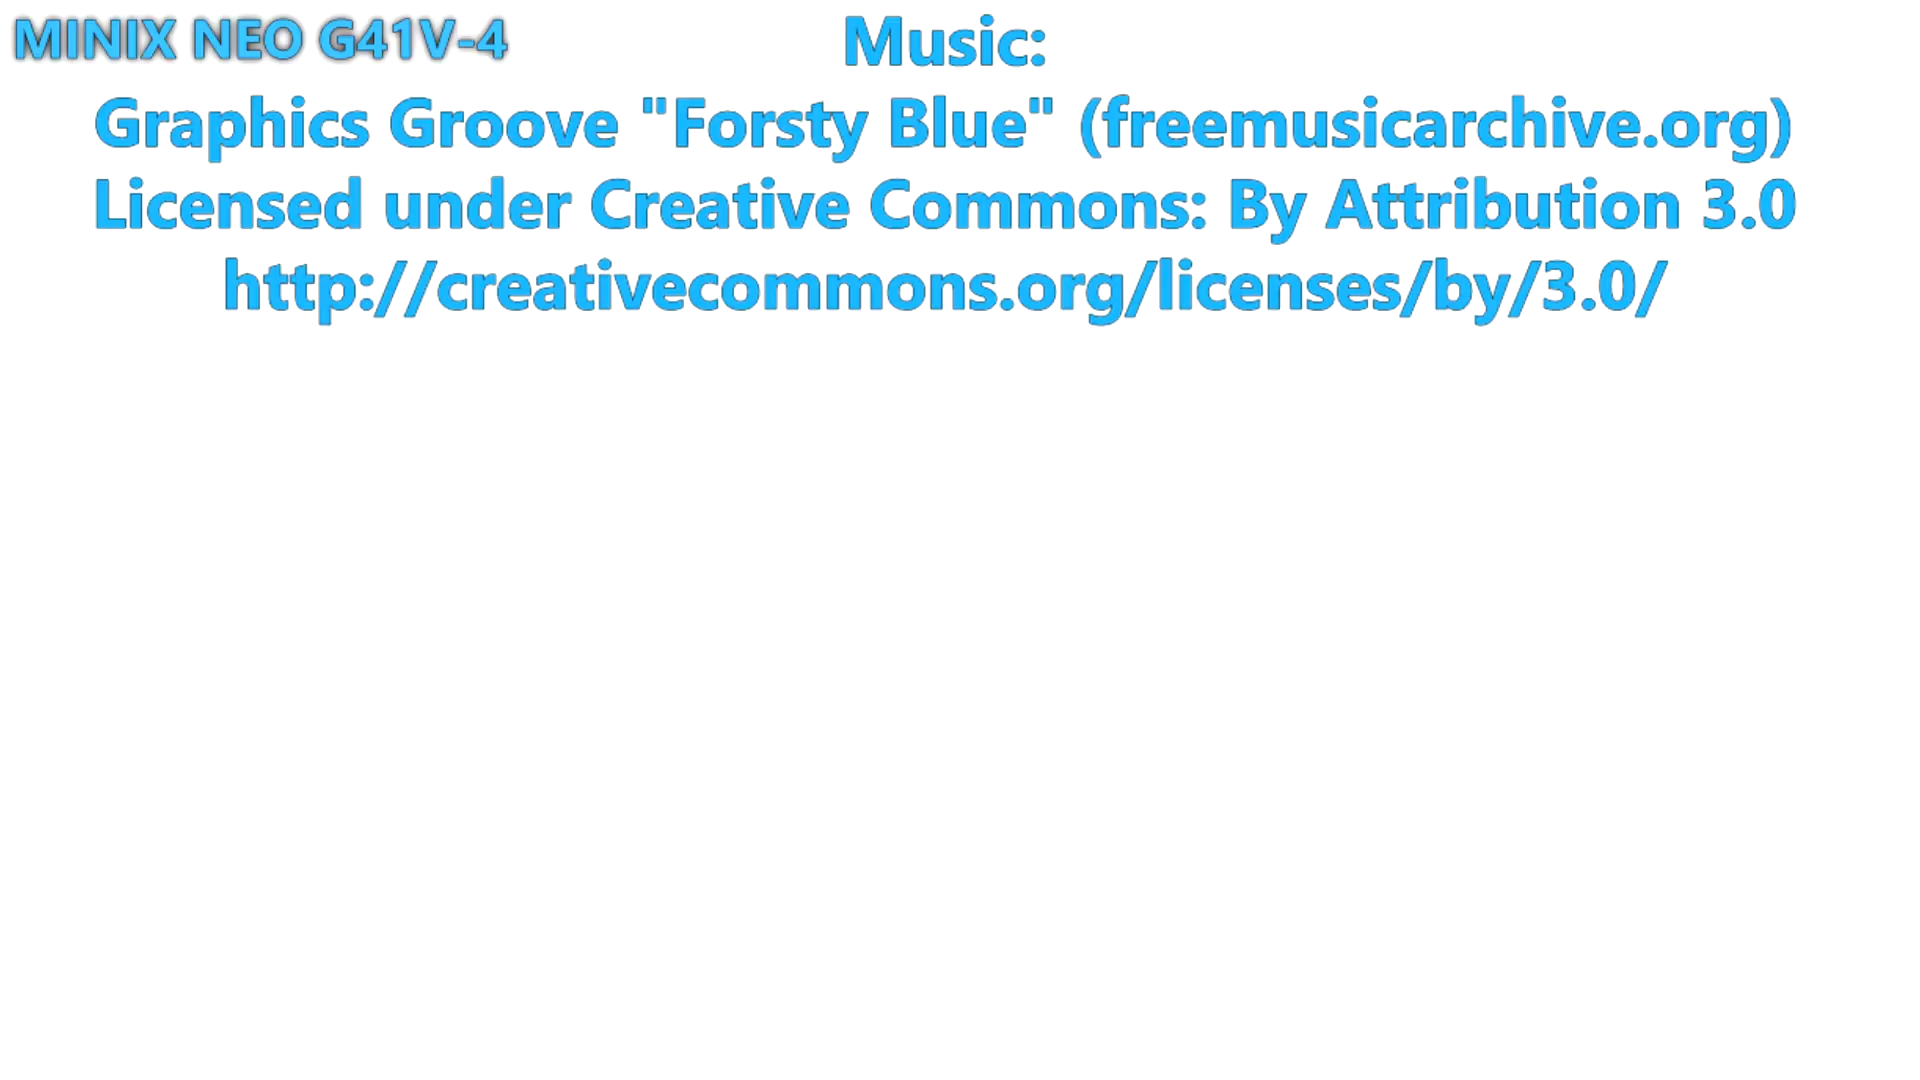 MINIX NEO G41V-4
Music:
Graphics Groove "Forsty Blue" (freemusicarchive.org)
Licensed under Creative Commons: By Attribution 3.0
http://creativecommons.org/licenses/by/3.0/